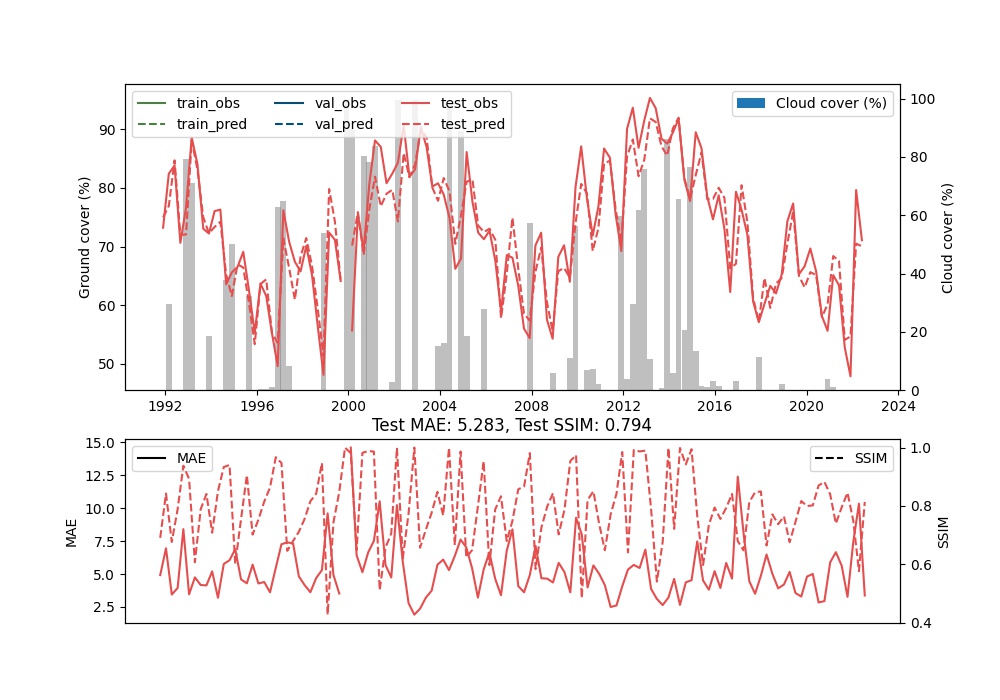 train_obs val_obs test_obs
train_pred val_pred test_pred
Cloud cover (%)
Ground cover (%)
90
80
70
60
50
Cloud cover (%)
100
80
60
40
20
0
1992 1996 2000 2004 2008 2012 2016 2020 2024
Test MAE: 5.283, Test SSIM: 0.794
MAE
SSIM
MAE
15.0
12.5
10.0
7.5
5.0
2.5
SSIM
1.0
0.8
0.6
0.4